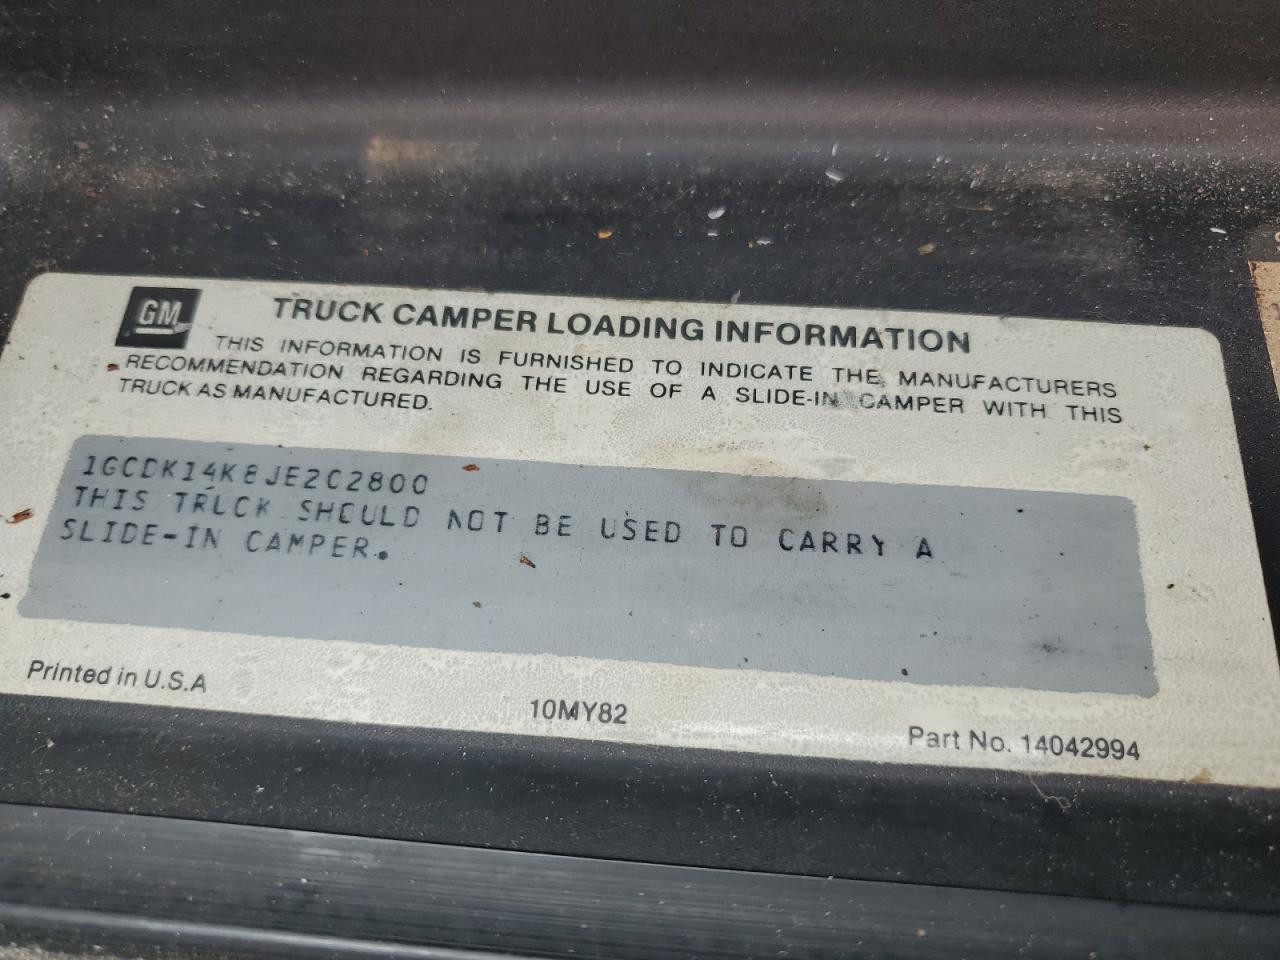 GM
TRUCK CAMPER LOADING INFORMATION
THIS INFORMATION IS FURNISHED TO INDICATE THE MANUFACTURERS
RECOMMENDATION REGARDING THE USE OF A SLIDE-IN CAMPER WITH THIS
TRUCK AS MANUFACTURED.
1GCDK14K8JE2C2800
THIS TRUCK SHOULD NOT BE USED TO CARRY A
SLIDE-IN CAMPER.
Printed in U.S.A
10MY82
Part No. 14042994